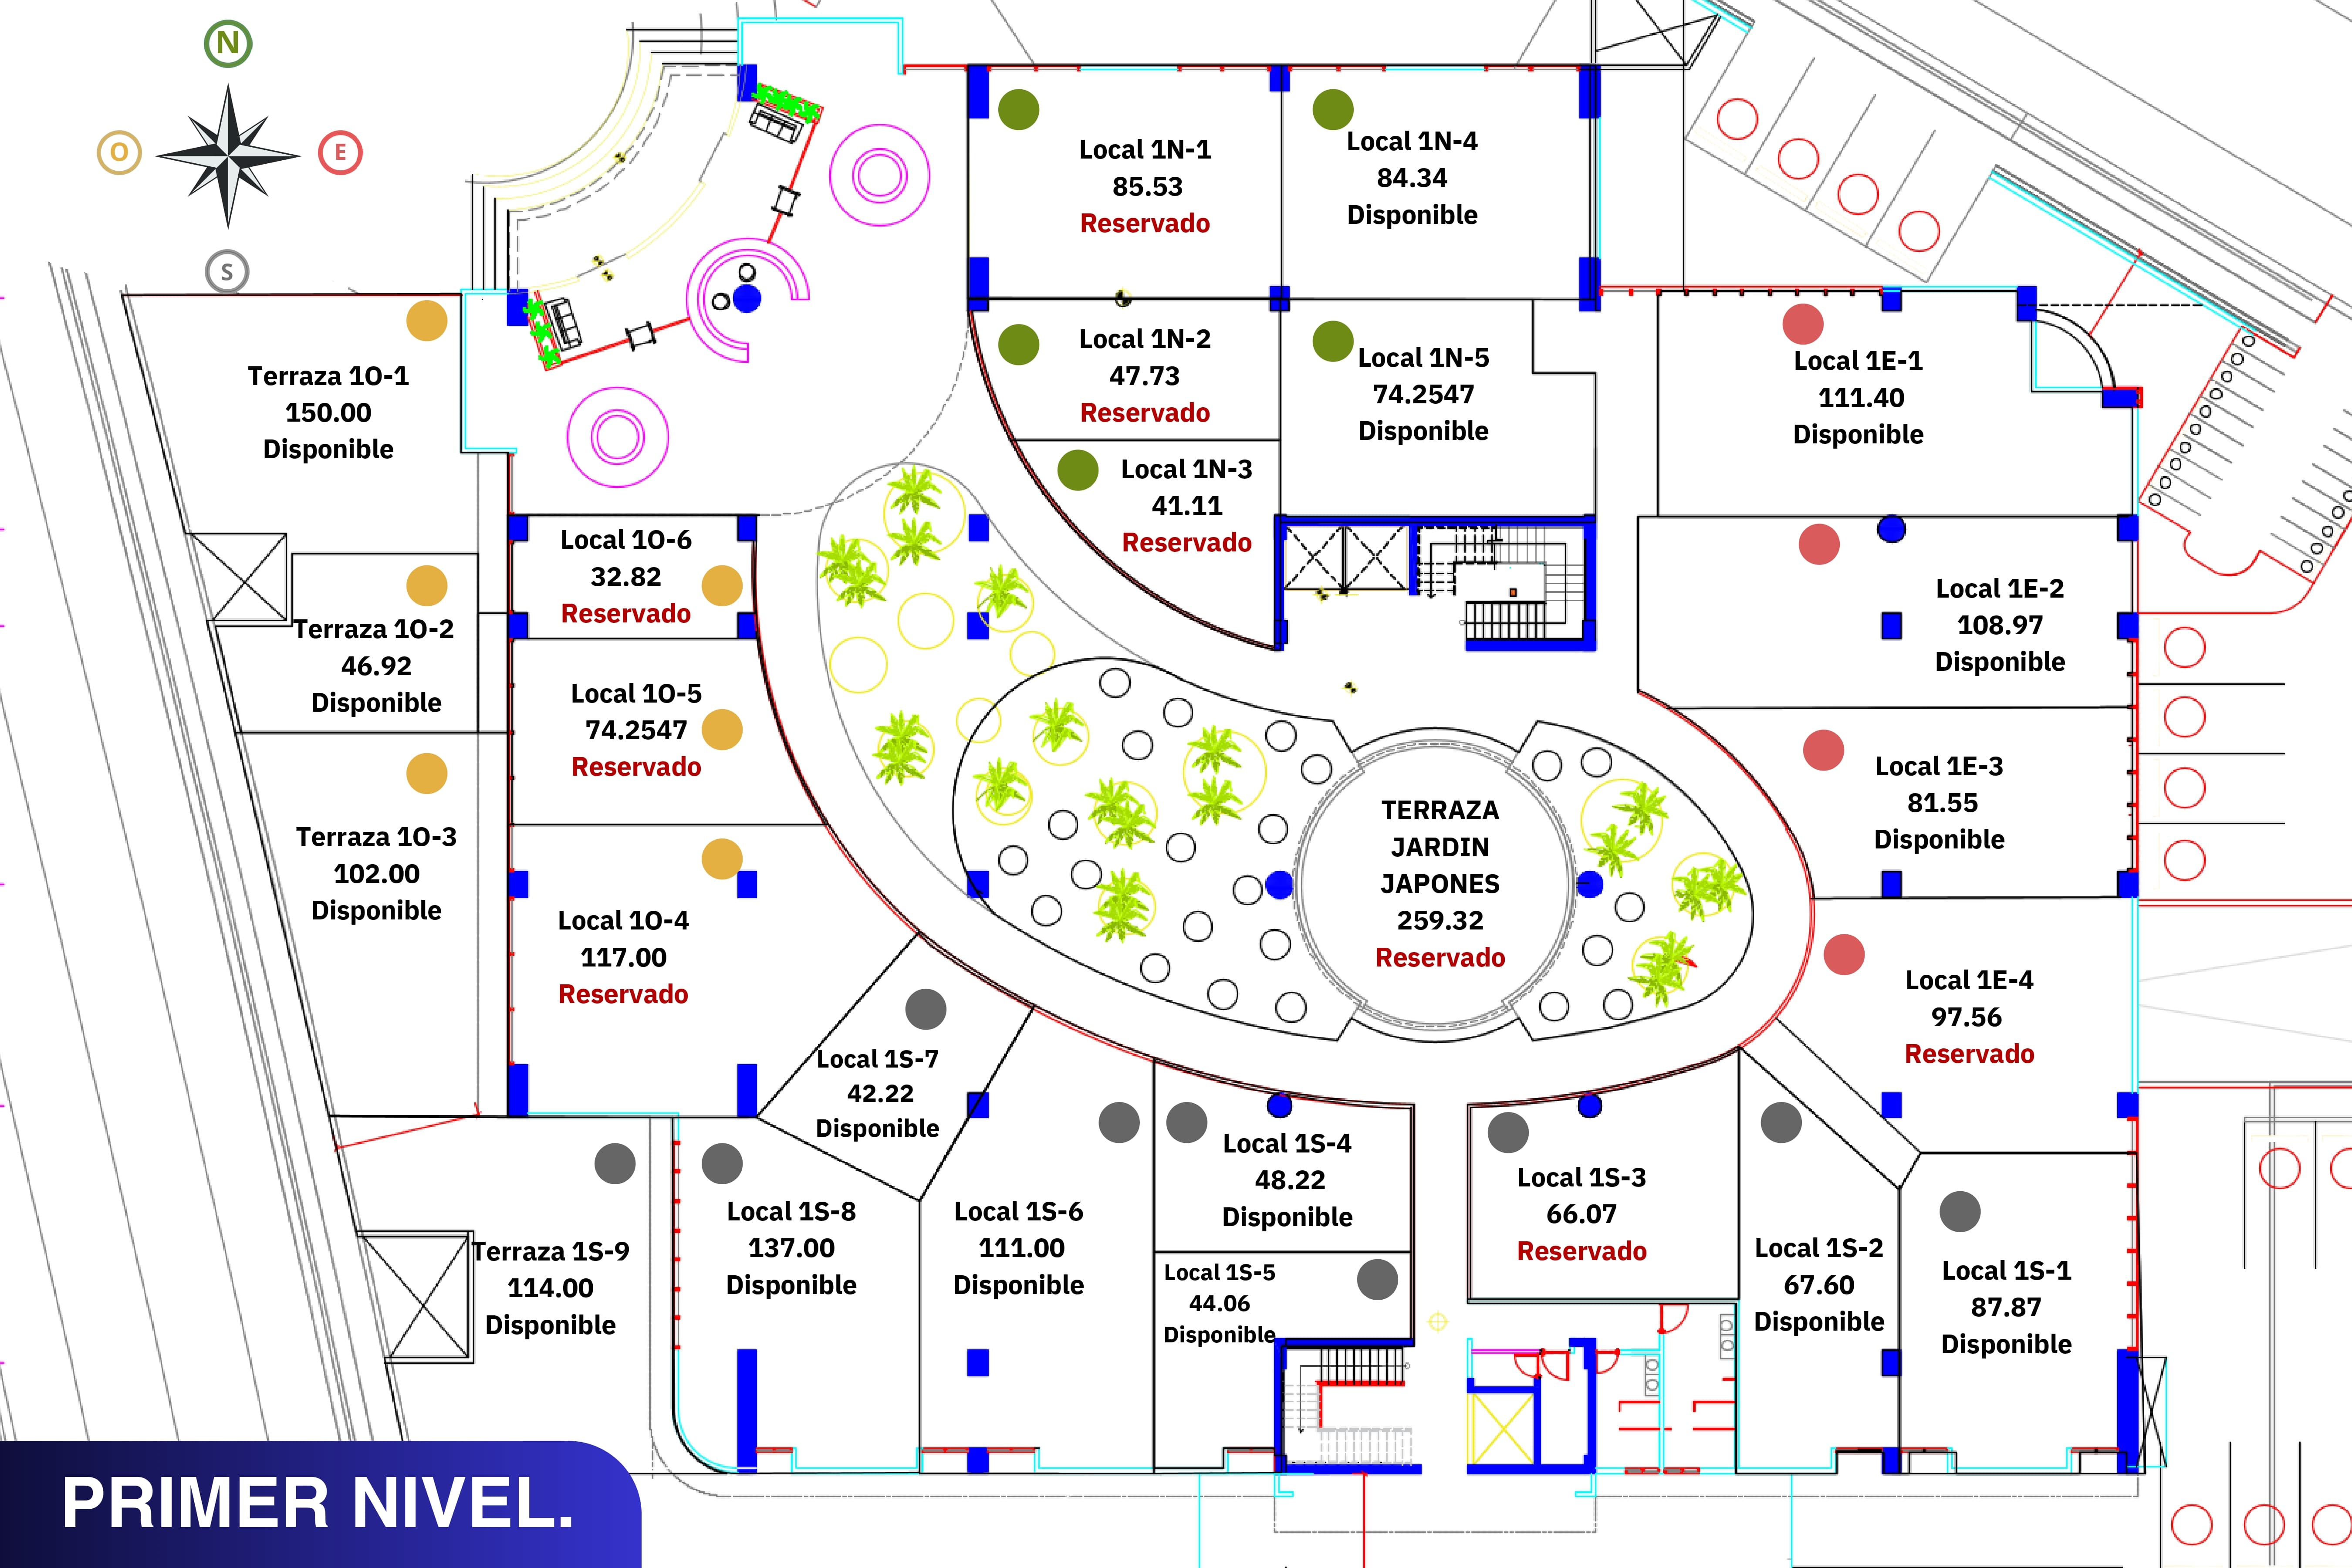 N
O
E
S
Local 1N-1
85.53
Reservado
Local 1N-4
84.34
Disponible
Terraza 1O-1
150.00
Disponible
Local 1N-2
47.73
Reservado
Local 1N-5
74.2547
Disponible
Local 1E-1
111.40
Disponible
Local 1N-3
41.11
Reservado
Local 1O-6
32.82
Reservado
Terraza 1O-2
46.92
Disponible
Local 1E-2
108.97
Disponible
Local 1O-5
74.2547
Reservado
Local 1E-3
81.55
Disponible
Terraza 1O-3
102.00
Disponible
TERRAZA
JARDIN
JAPONES
259.32
Reservado
Local 1O-4
117.00
Reservado
Local 1E-4
97.56
Reservado
Local 1S-7
42.22
Disponible
Local 1S-4
48.22
Disponible
Local 1S-3
66.07
Reservado
Terraza 1S-9
114.00
Disponible
Local 1S-8
137.00
Disponible
Local 1S-6
111.00
Disponible
Local 1S-5
44.06
Disponible
Local 1S-2
67.60
Disponible
Local 1S-1
87.87
Disponible
PRIMER NIVEL.